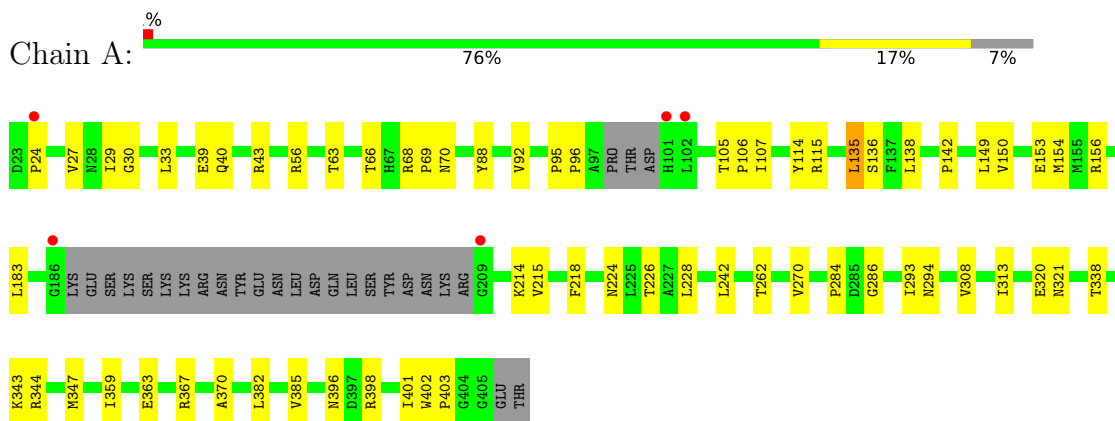 .%
Chain A:
76% 17% 7%
D23 P24 V27 N28 I29 G30 L33 E39 Q40 R43 R56 T63 T66 H67 R68 P69 N70 Y88 V92 P95 P96 A97 PRO THR ASP H101 L102 T105 P106 I107 Y114 R115 L135 S136 F137 L138 P142 L149 V150 E153 M154 M155 R156
L183 G186 LYS GLU SER LYS SER LYS LYS ARG ASN TYR GLU ASN LEU ASP GLN LEU SER TYR ASP ASN LYS ARG G209 K214 V215 F218 N224 L225 T226 A227 L228 L242 T262 V270 P284 D285 G286 I293 N294 V308 I313 E320 N321 T338
K343 R344 M347 I359 E363 R367 A370 L382 V385 N396 D397 R398 I401 W402 P403 G404 G405 GLU THR